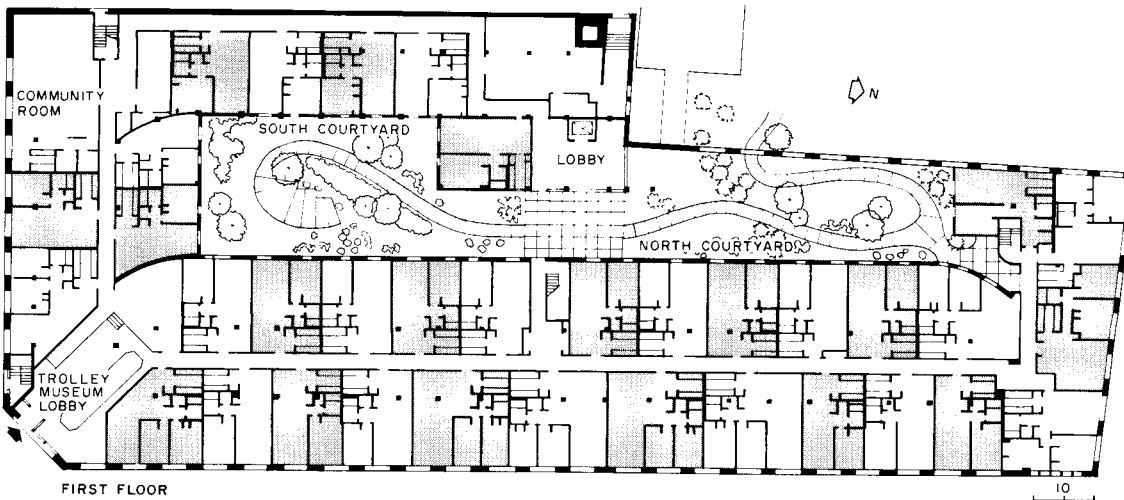 COMMUNITY
ROOM
SOUTH COURTYARD
LOBBY
N
NORTH COURTYARD
TROLLEY
MUSEUM
LOBBY
FIRST FLOOR
10